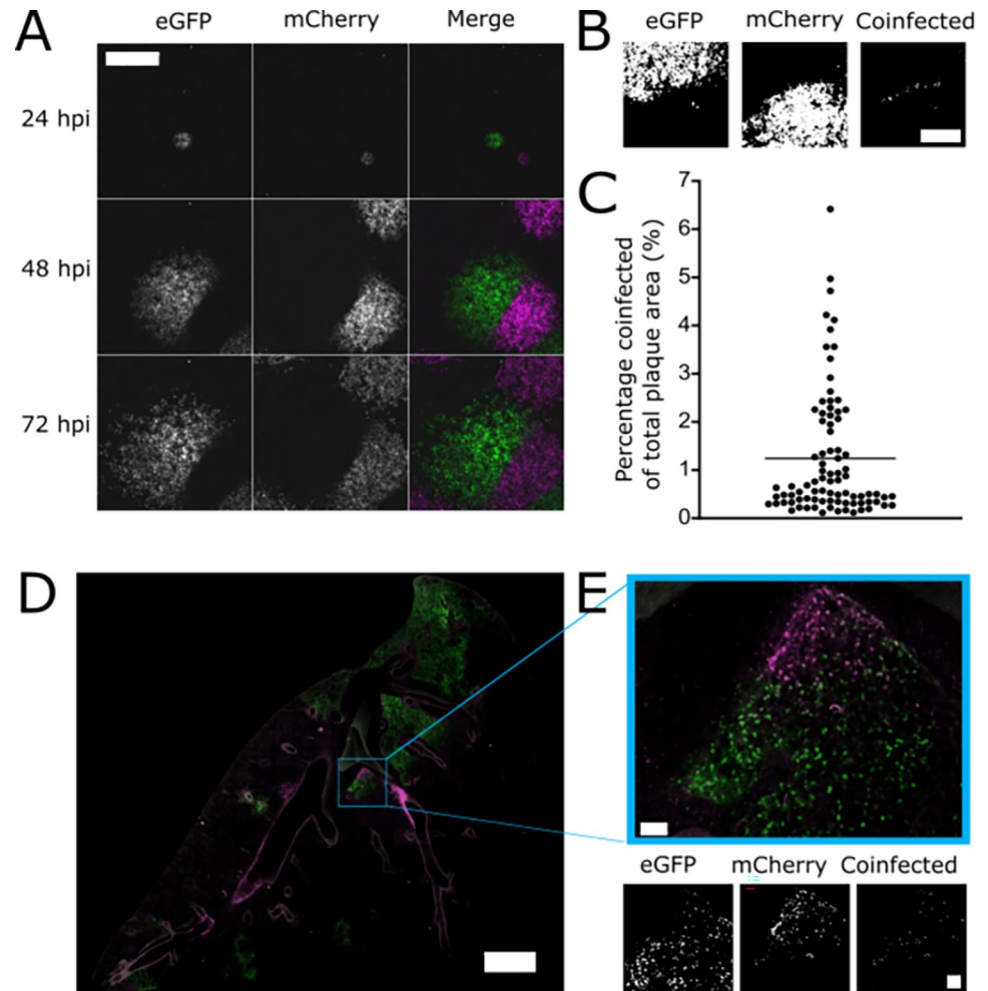 A
eGFP mCherry Merge
24 hpi
48 hpi
72 hpi
B
eGFP mCherry Coinfected
C
Percentage coinfected
of total plaque area (%)
7
6
5
4
3
2
1
0
D
E
eGFP mCherry Coinfected